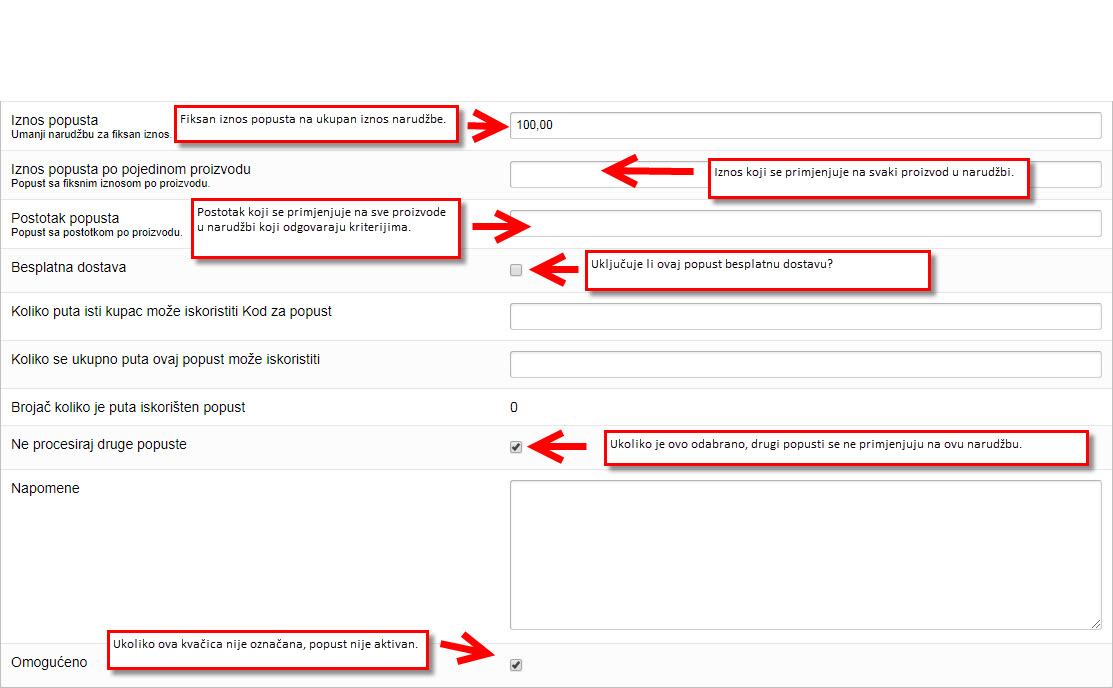 Iznos popusta
Umanji narudžbu za fiksan iznos.
Fiksan iznos popusta na ukupan iznos narudžbe.
100,00
Iznos popusta po pojedinom proizvodu
Popust sa fiksnim iznosom po proizvodu.
Iznos koji se primjenjuje na svaki proizvod u narudžbi.
Postotak popusta
Popust sa postotkom po proizvodu.
Postotak koji se primjenjuje na sve proizvode
u narudžbi koji odgovaraju kriterijima.
Besplatna dostava
Uključuje li ovaj popust besplatnu dostavu?
Koliko puta isti kupac može iskoristiti Kod za popust
Koliko se ukupno puta ovaj popust može iskoristiti
Brojač koliko je puta iskorišten popust
0
Ne procesiraj druge popuste
Ukoliko je ovo odabrano, drugi popusti se ne primjenjuju na ovu narudžbu.
Napomene
Omogućeno
Ukoliko ova kvačica nije označana, popust nije aktivan.